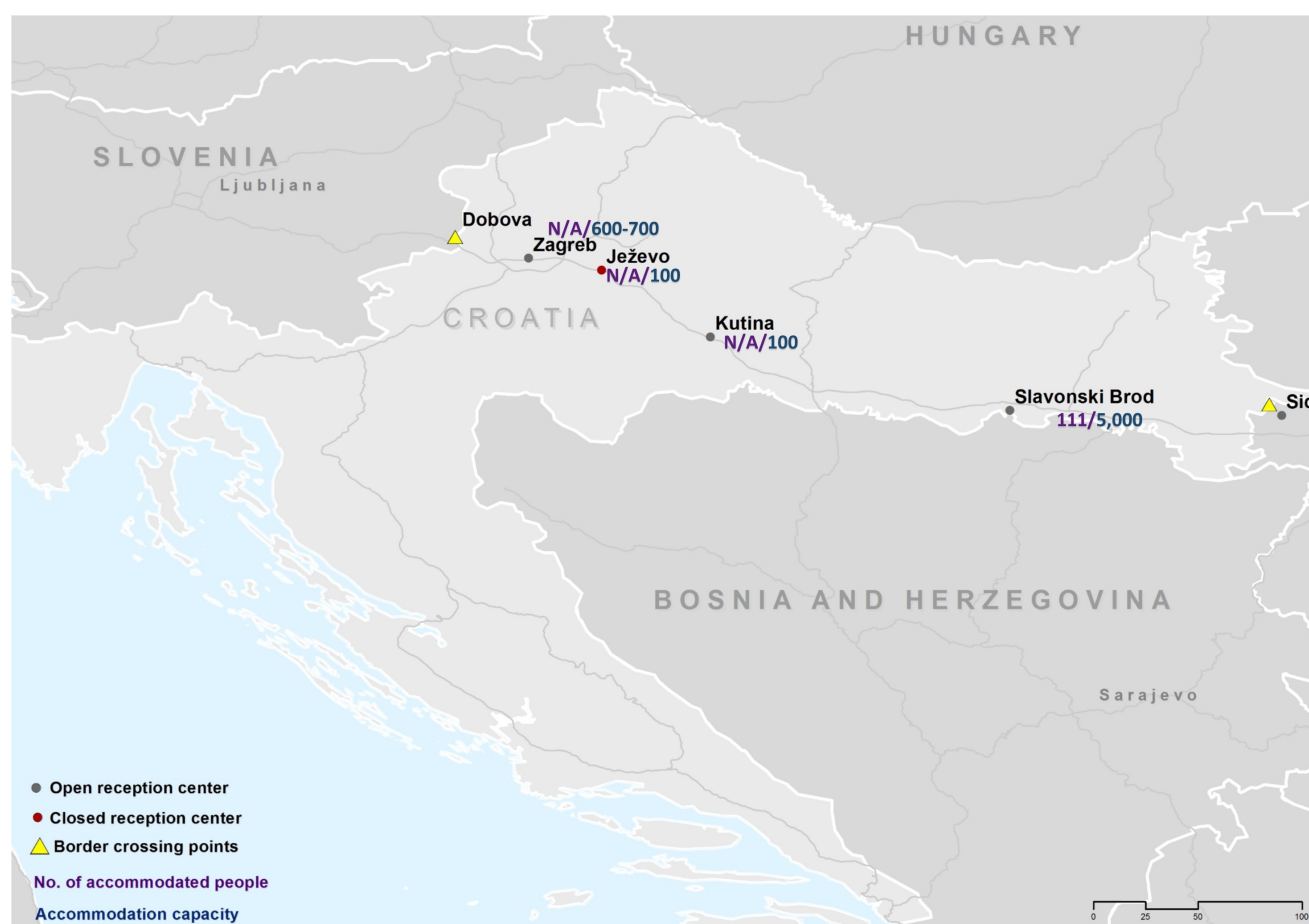 HUNGARY
SLOVENIA
Ljubljana
Dobova
N/A/600-700
Zagreb
Ježevo
N/A/100
CROATIA
Kutina
N/A/100
Slavonski Brod
111/5,000
BOSNIA AND HERZEGOVINA
Sarajevo
Open reception center
Closed reception center
Border crossing points
No. of accommodated people
Accommodation capacity
0 25 50 100